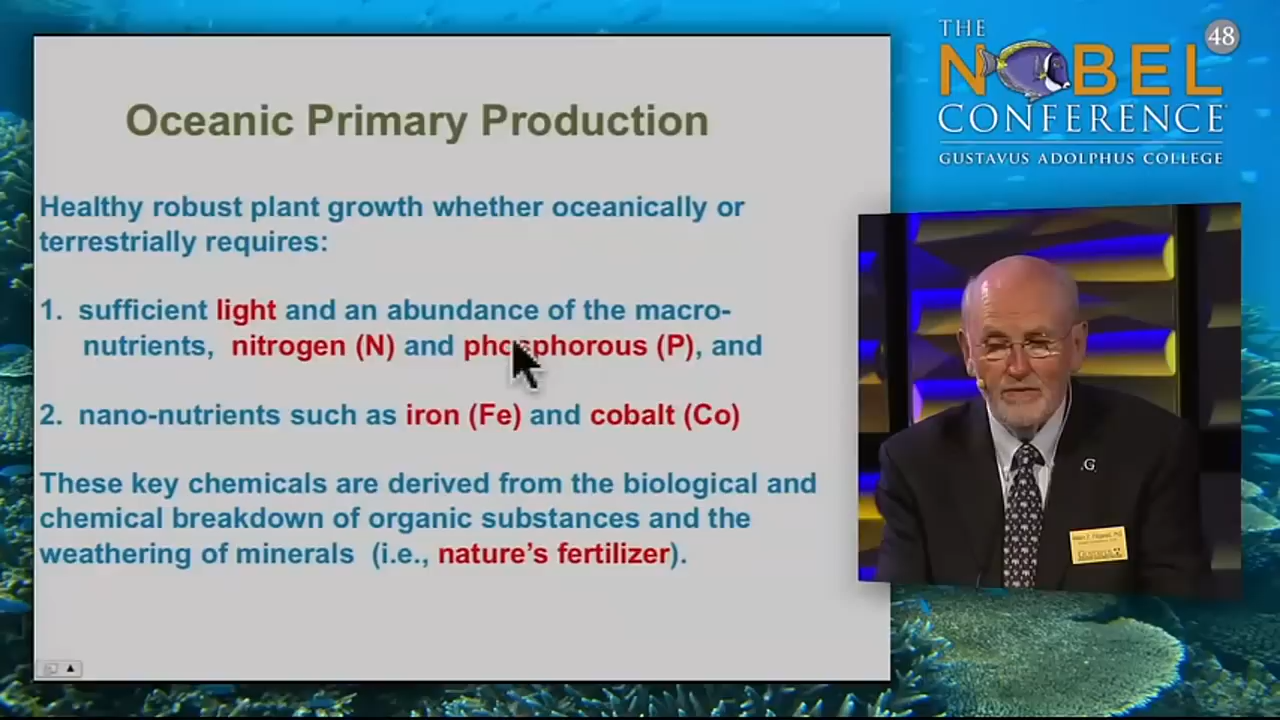 Oceanic Primary Production
Healthy robust plant growth whether oceanically or
terrestrially requires:
1. sufficient light and an abundance of the macro-
nutrients, nitrogen (N) and phosphorous (P), and
2. nano-nutrients such as iron (Fe) and cobalt (Co)
These key chemicals are derived from the biological and
chemical breakdown of organic substances and the
weathering of minerals (i.e., nature's fertilizer).
THE
NOBEL
CONFERENCE
GUSTAVUS ADOLPHUS COLLEGE
48
G
GUSTAVUS